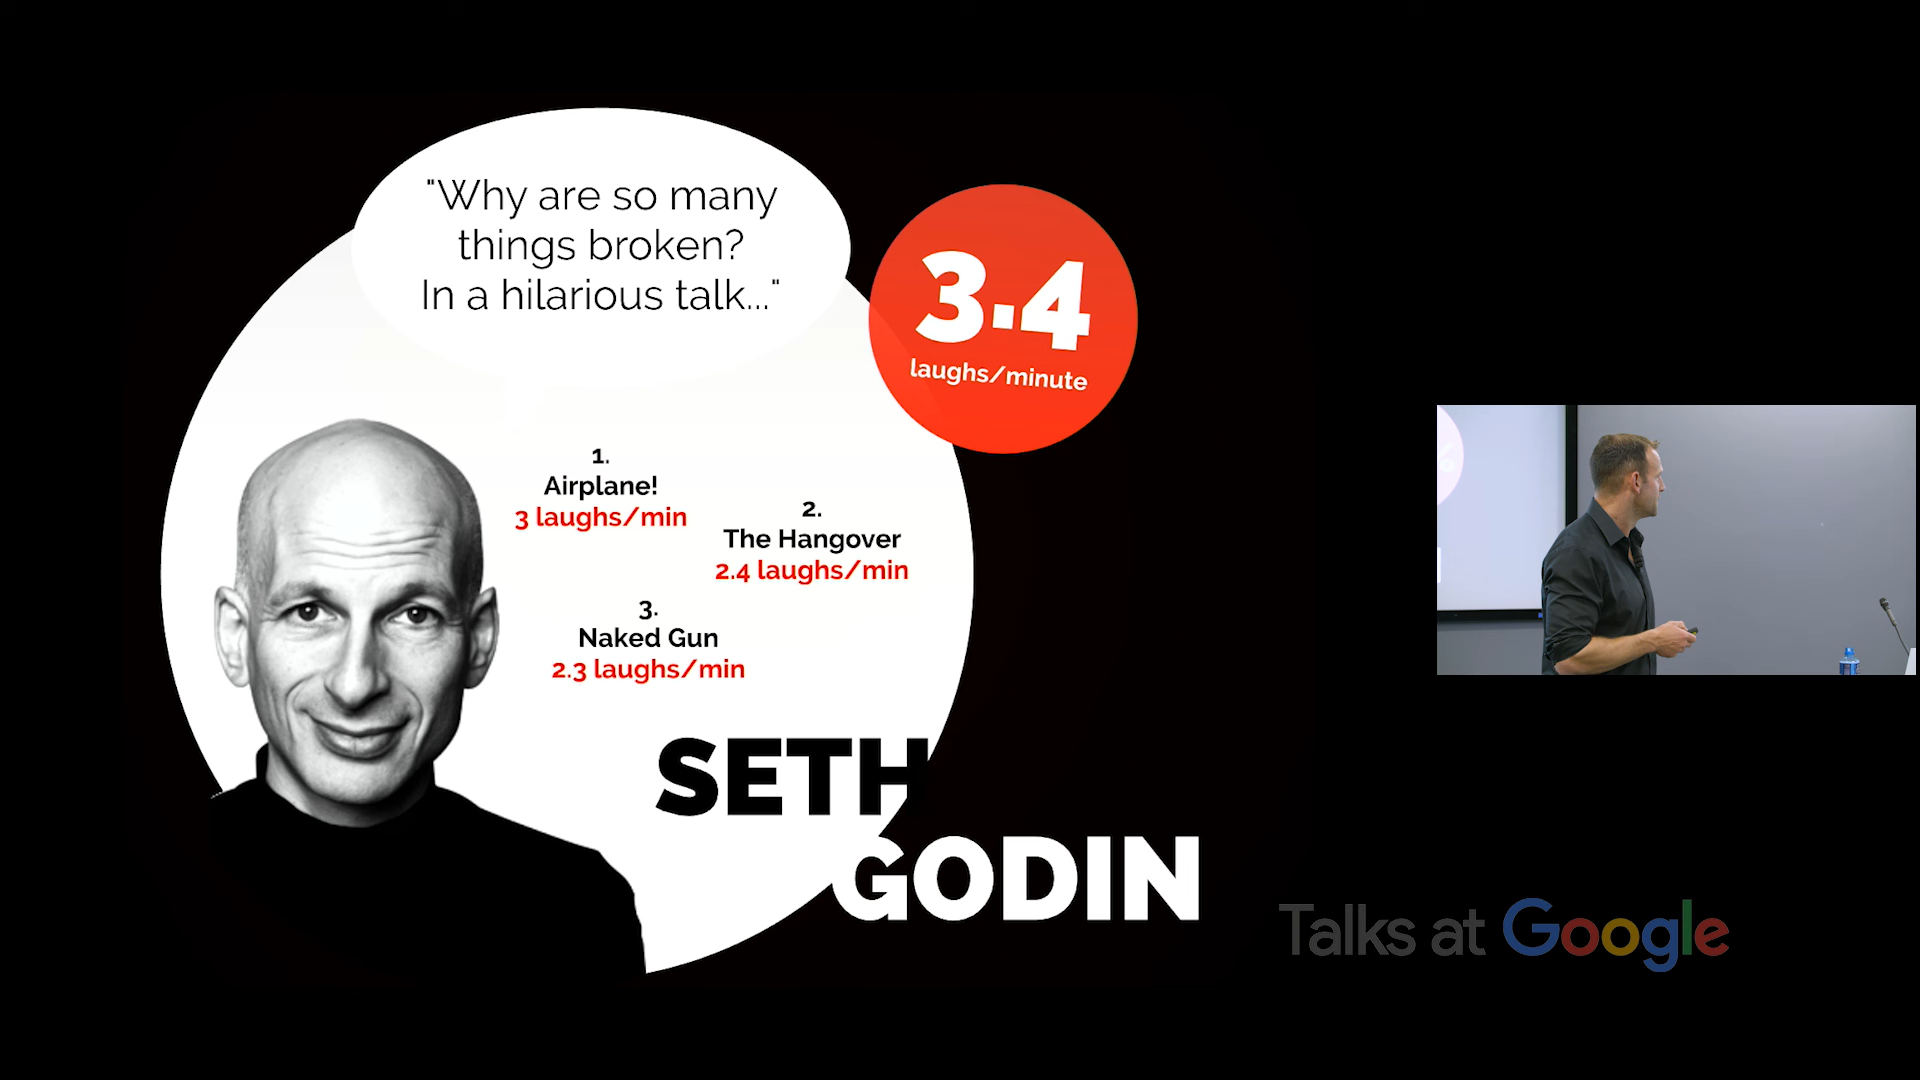 "Why are so many
things broken?
In a hilarious talk..."
3.4
laughs/minute
1.
Airplane!
3 laughs/min
2.
The Hangover
2.4 laughs/min
3.
Naked Gun
2.3 laughs/min
SETH
GODIN
Talks at Google
%